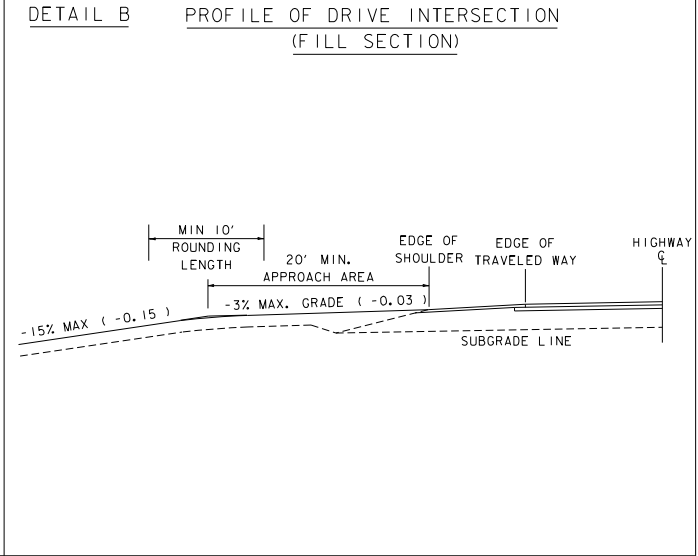 DETAIL B
PROFILE OF DRIVE INTERSECTION
(FILL SECTION)
MIN 10'
ROUNDING
LENGTH
20' MIN.
APPROACH AREA
EDGE OF
SHOULDER
EDGE OF
TRAVELED WAY
HIGHWAY
℄
-15% MAX ( -0.15 )
-3% MAX. GRADE ( -0.03 )
SUBGRADE LINE